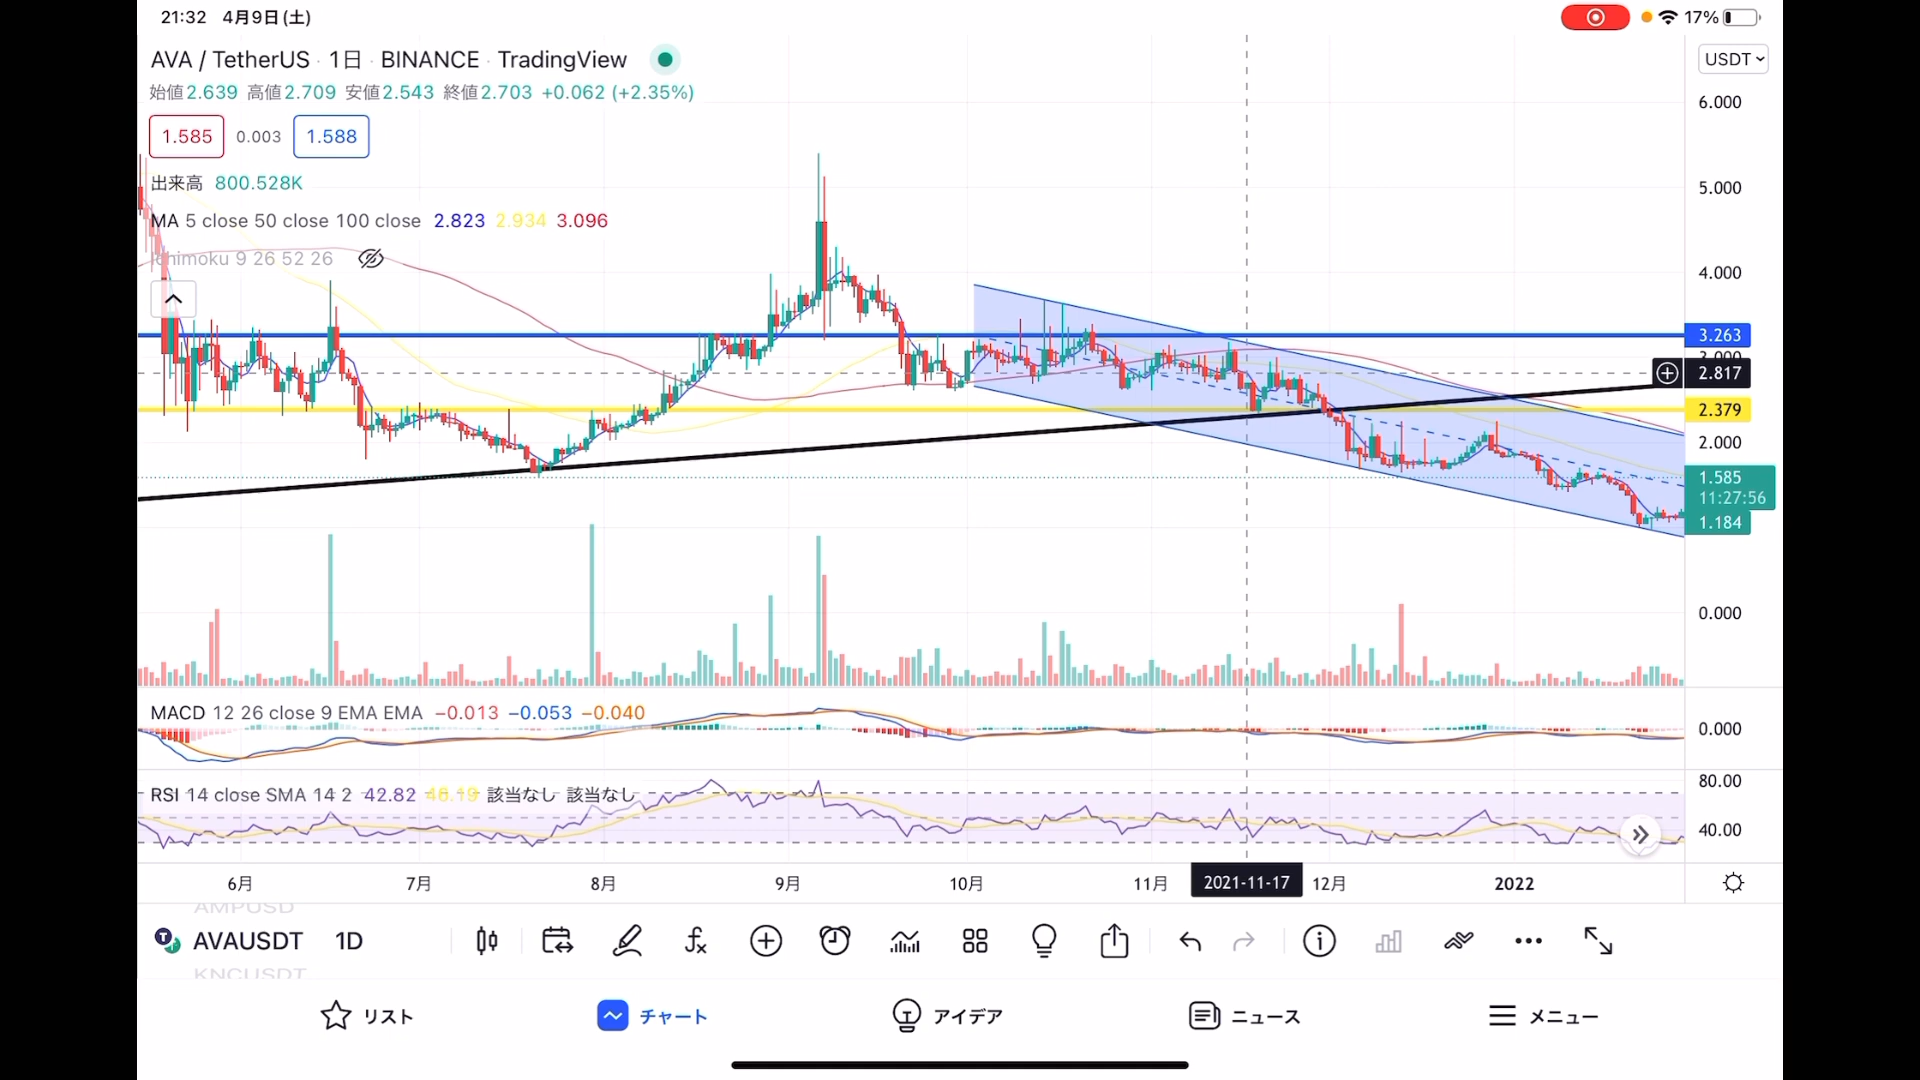 21:32 4月9日(土)
17%
AVA / TetherUS · 1日 · BINANCE · TradingView
USDT
始値2.639 高値2.709 安値2.543 終値2.703 +0.062 (+2.35%)
1.585 0.003 1.588
出来高 800.528K
MA 5 close 50 close 100 close 2.823 2.934 3.096
Ichimoku 9 26 52 26
6.000
5.000
4.000
3.263
3.000
2.817
2.379
2.000
1.585
11:27:56
1.184
0.000
MACD 12 26 close 9 EMA EMA −0.013 −0.053 −0.040
0.000
RSI 14 close SMA 14 2 42.82 46.19 該当なし 該当なし
80.00
40.00
6月 7月 8月 9月 10月 11月 2021-11-17 12月 2022
AMPUSD
AVAUSDT 1D
KNCUSDT
リスト チャート アイデア ニュース メニュー